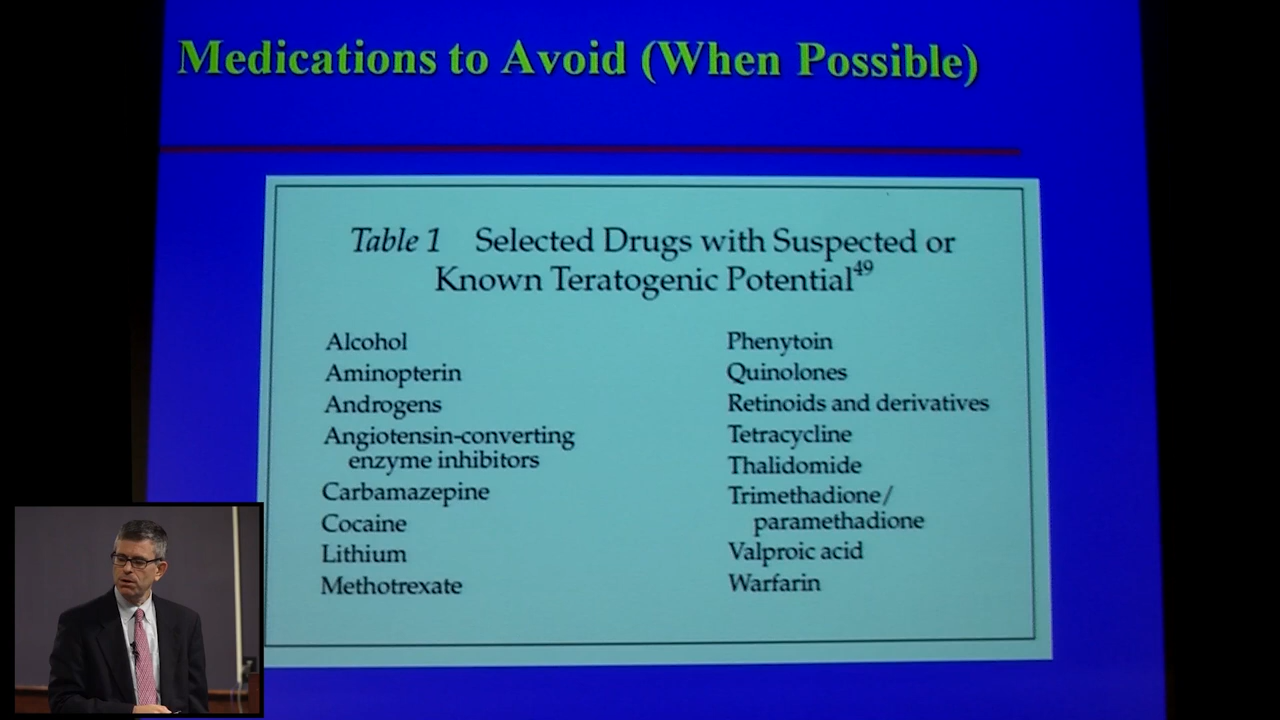 Medications to Avoid (When Possible)
Table 1 Selected Drugs with Suspected or
Known Teratogenic Potential49
Alcohol
Aminopterin
Androgens
Angiotensin-converting
enzyme inhibitors
Carbamazepine
Cocaine
Lithium
Methotrexate
Phenytoin
Quinolones
Retinoids and derivatives
Tetracycline
Thalidomide
Trimethadione/
paramethadione
Valproic acid
Warfarin